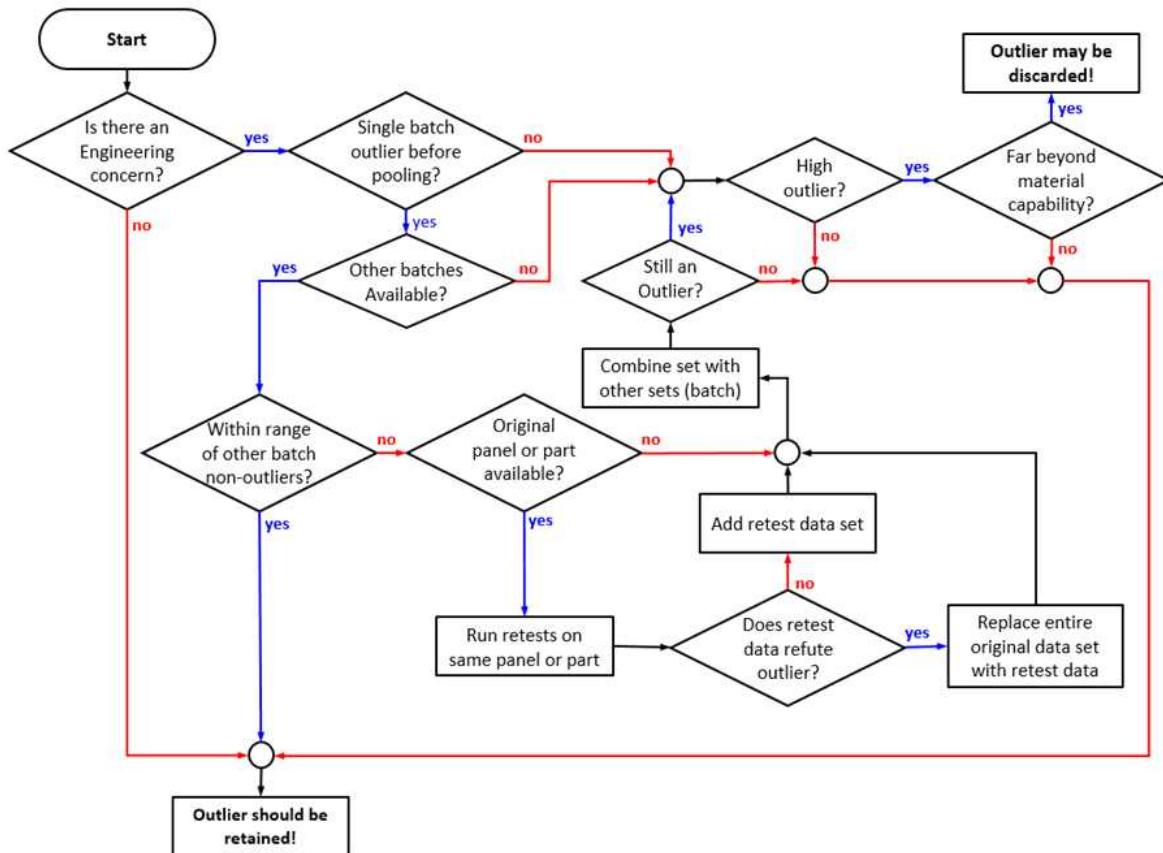 Start
Outlier may be
discarded!
Is there an
Engineering
concern?
yes
Single batch
outlier before
pooling?
no
High
outlier?
yes
Far beyond
material
capability?
yes
no
yes
yes
Other batches
Available?
no
yes
Still an
Outlier?
no
no
no
Combine set with
other sets (batch)
Within range
of other batch
non-outliers?
no
Original
panel or part
available?
no
yes
yes
Add retest data set
no
Run retests on
same panel or part
Does retest
data refute
outlier?
yes
Replace entire
original data set
with retest data
Outlier should be
retained!